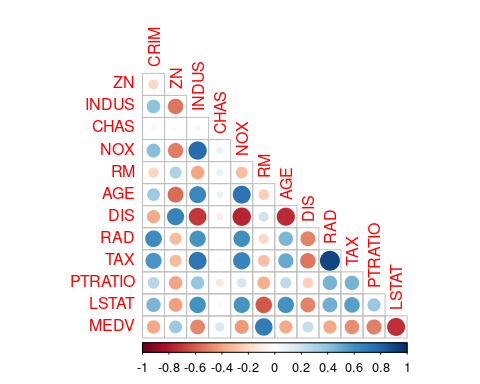 CRIM
ZN
ZN
INDUS
INDUS
CHAS
CHAS
NOX
NOX
RM
RM
AGE
AGE
DIS
DIS
RAD
RAD
TAX
TAX
PTRATIO
PTRATIO
LSTAT
LSTAT
MEDV
-1 -0.8 -0.6 -0.4 -0.2 0 0.2 0.4 0.6 0.8 1